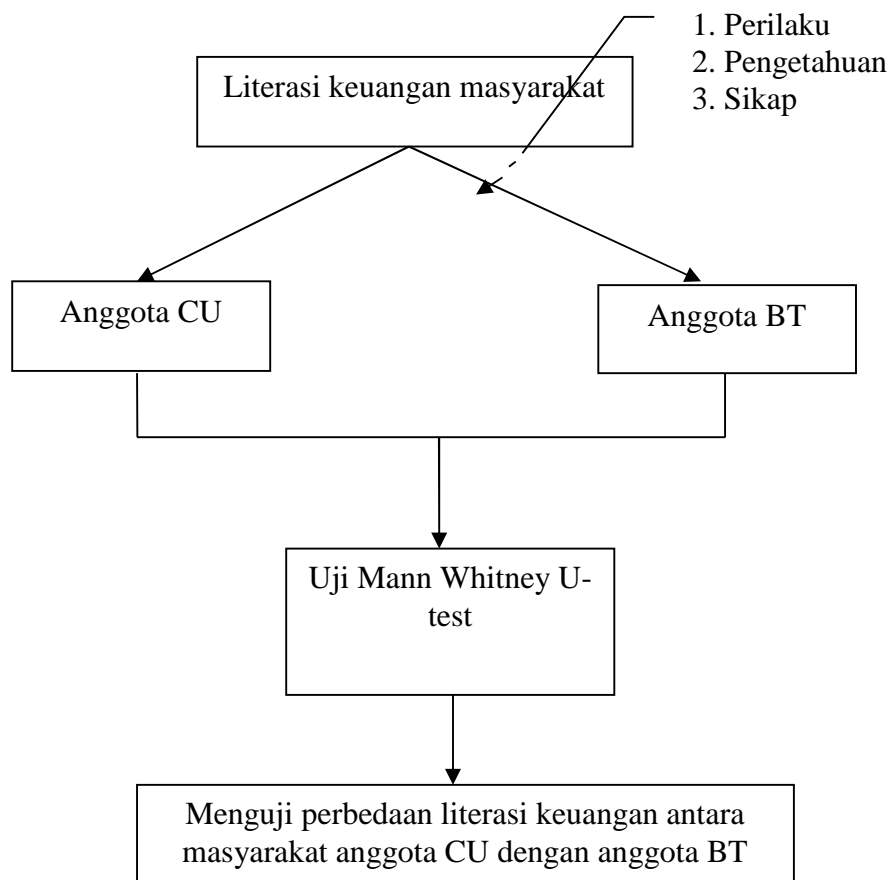 1. Perilaku
2. Pengetahuan
3. Sikap
Literasi keuangan masyarakat
Anggota CU
Anggota BT
Uji Mann Whitney U-
test
Menguji perbedaan literasi keuangan antara
masyarakat anggota CU dengan anggota BT